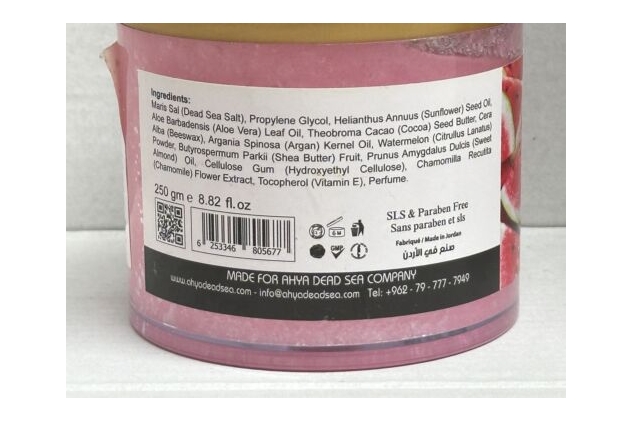 Ingredients:
Maris Sal (Dead Sea Salt), Propylene Glycol, Helianthus Annuus (Sunflower) Seed Oil,
Aloe Barbadensis (Aloe Vera) Leaf Oil, Theobroma Cacao (Cocoa) Seed Butter, Cera
Alba (Beeswax), Argania Spinosa (Argan) Kernel Oil, Watermelon (Citrullus Lanatus)
Powder, Butyrospermum Parkii (Shea Butter) Fruit, Prunus Amygdalus Dulcis (Sweet
Almond) Oil, Cellulose Gum (Hydroxyethyl Cellulose), Chamomilla Recutita
(Chamomile) Flower Extract, Tocopherol (Vitamin E), Perfume.
250 gm e 8.82 fl.oz
6 253346 805677
6 M
GMP
SLS & Paraben Free
Sans paraben et sls
Fabriqué / Made in Jordan
صنع في الأردن
MADE FOR AHYA DEAD SEA COMPANY
www.ahyadeadsea.com - info@ahyadeadsea.com Tel: +962 - 79 - 777 - 7949